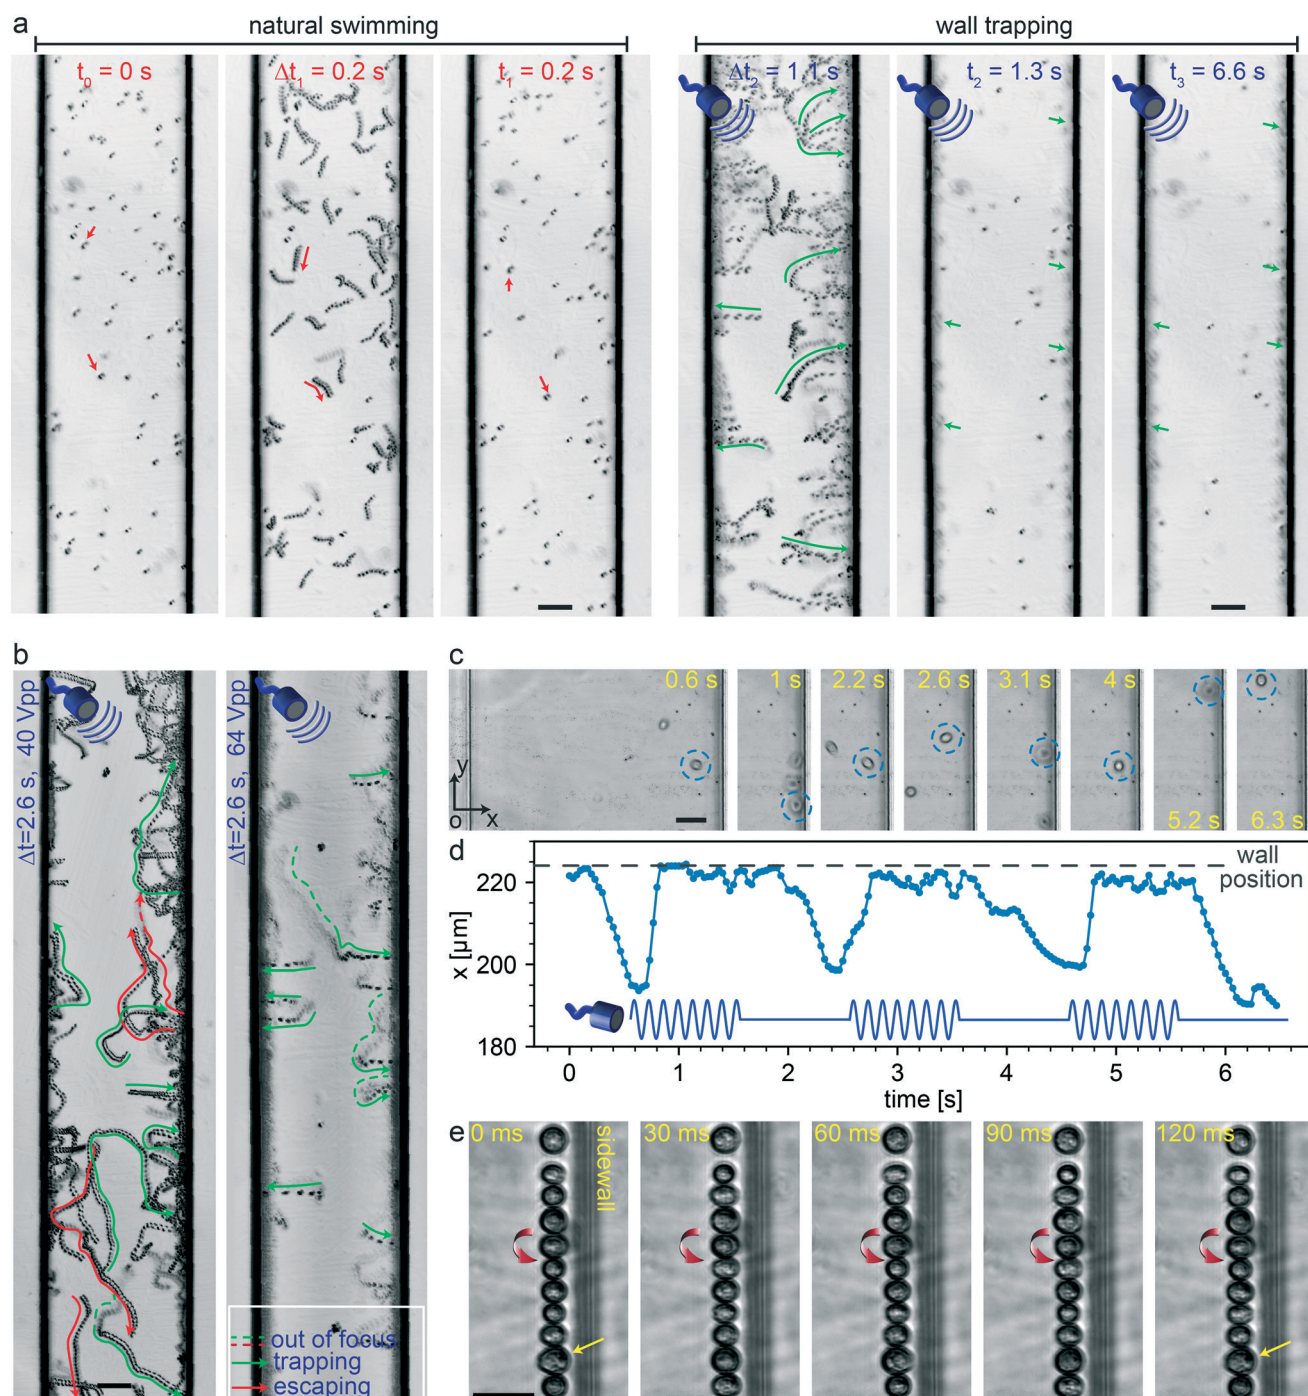 a
natural swimming
wall trapping
t0 = 0 s
Δt1 = 0.2 s
t1 = 0.2 s
Δt2 = 1.1 s
t2 = 1.3 s
t3 = 6.6 s
b
Δt=2.6 s, 40 Vpp
Δt=2.6 s, 64 Vpp
out of focus
trapping
escaping
c
0.6 s
1 s
2.2 s
2.6 s
3.1 s
4 s
5.2 s
6.3 s
y
o
x
d
wall
position
x [µm]
220
200
180
0
1
2
3
4
5
6
time [s]
e
0 ms
30 ms
60 ms
90 ms
120 ms
sidewall